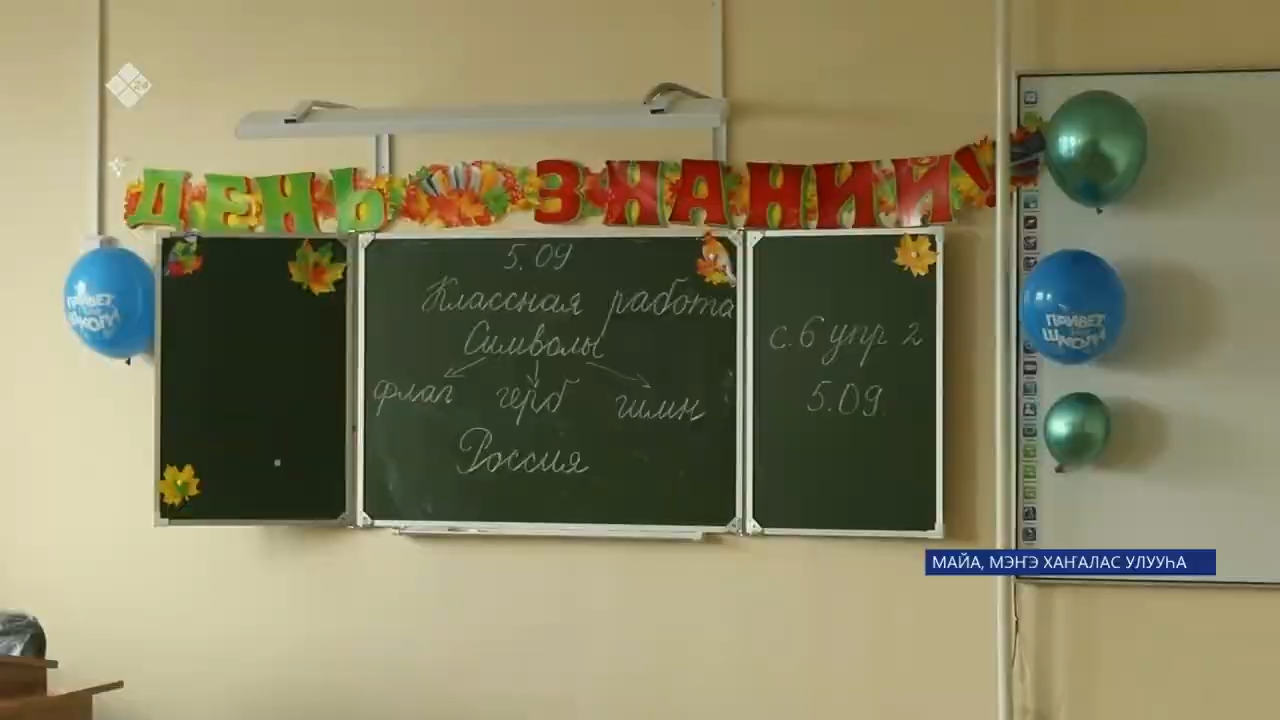 24
ДЕНЬ ЗНАНИЙ!
5.09
Классная работа
Символы
флаг герб гимн
Россия
с.6 упр 2
5.09
ПРИВЕТ
ШКОЛА
ПРИВЕТ
ШКОЛА
МАЙА, МЭҤЭ ХАҤАЛАС УЛУУҺА